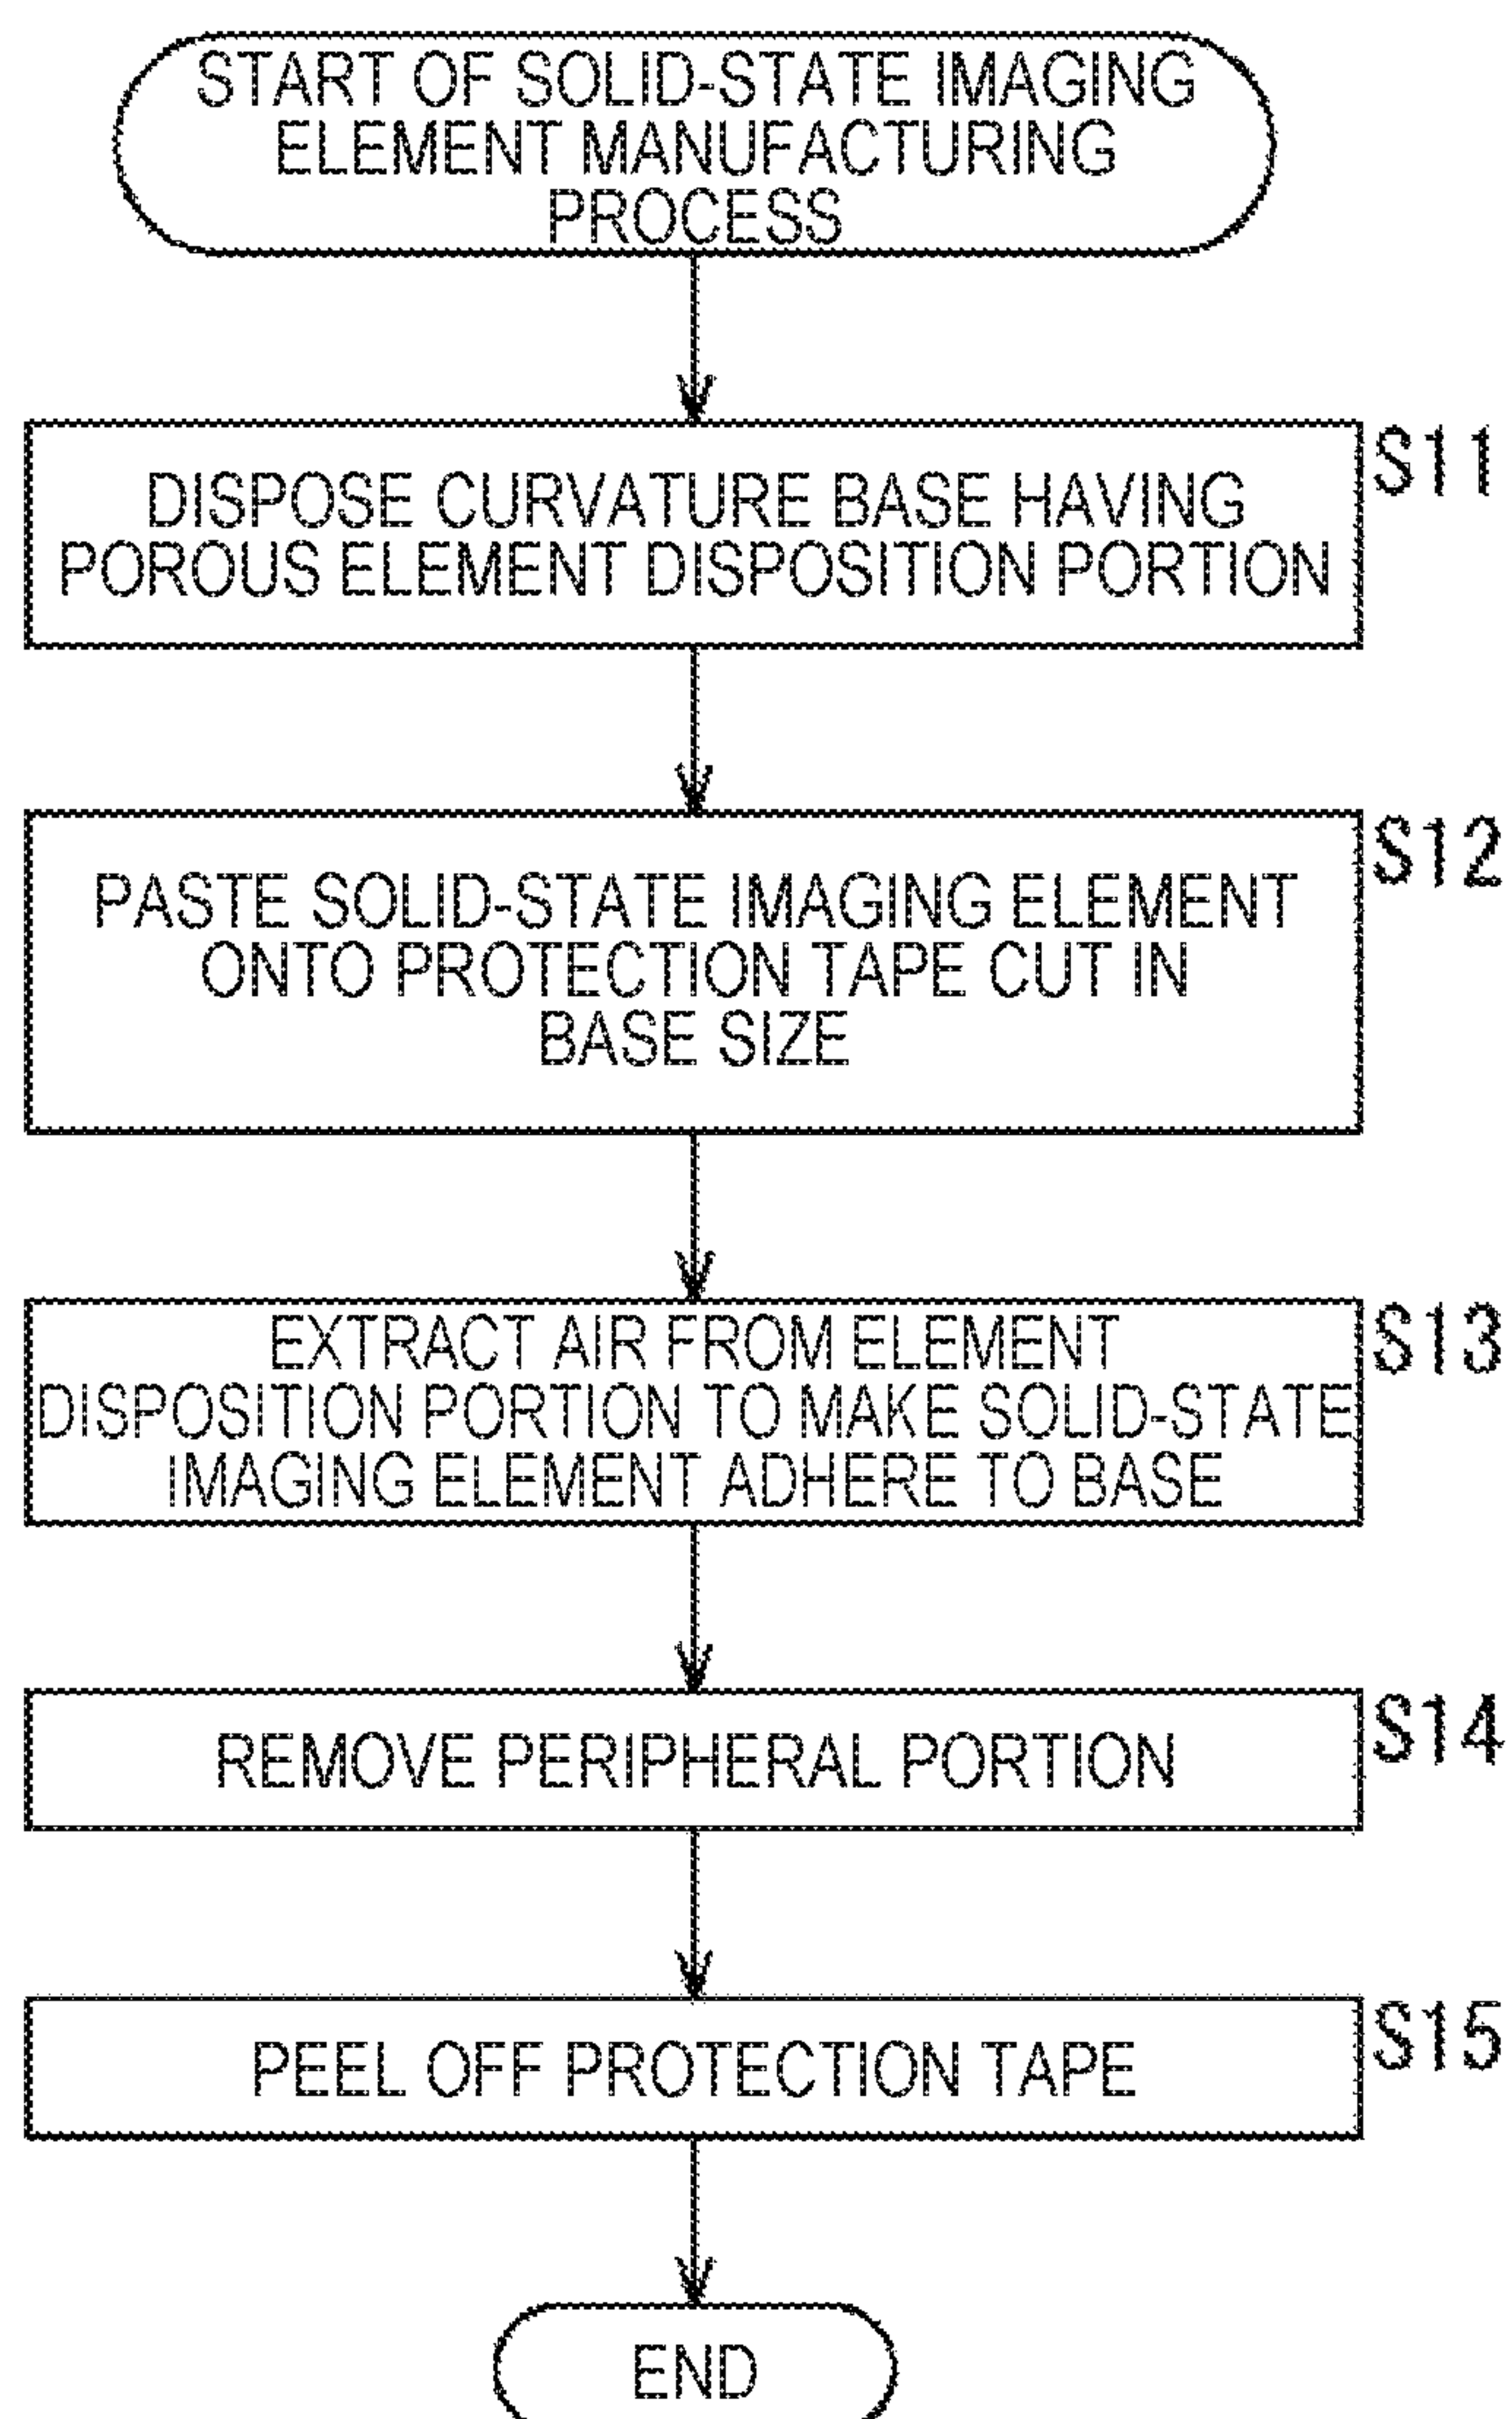 START OF SOLID-STATE IMAGING
ELEMENT MANUFACTURING
PROCESS
S11
DISPOSE CURVATURE BASE HAVING
POROUS ELEMENT DISPOSITION PORTION
S12
PASTE SOLID-STATE IMAGING ELEMENT
ONTO PROTECTION TAPE CUT IN
BASE SIZE
S13
EXTRACT AIR FROM ELEMENT
DISPOSITION PORTION TO MAKE SOLID-STATE
IMAGING ELEMENT ADHERE TO BASE
S14
REMOVE PERIPHERAL PORTION
S15
PEEL OFF PROTECTION TAPE
END